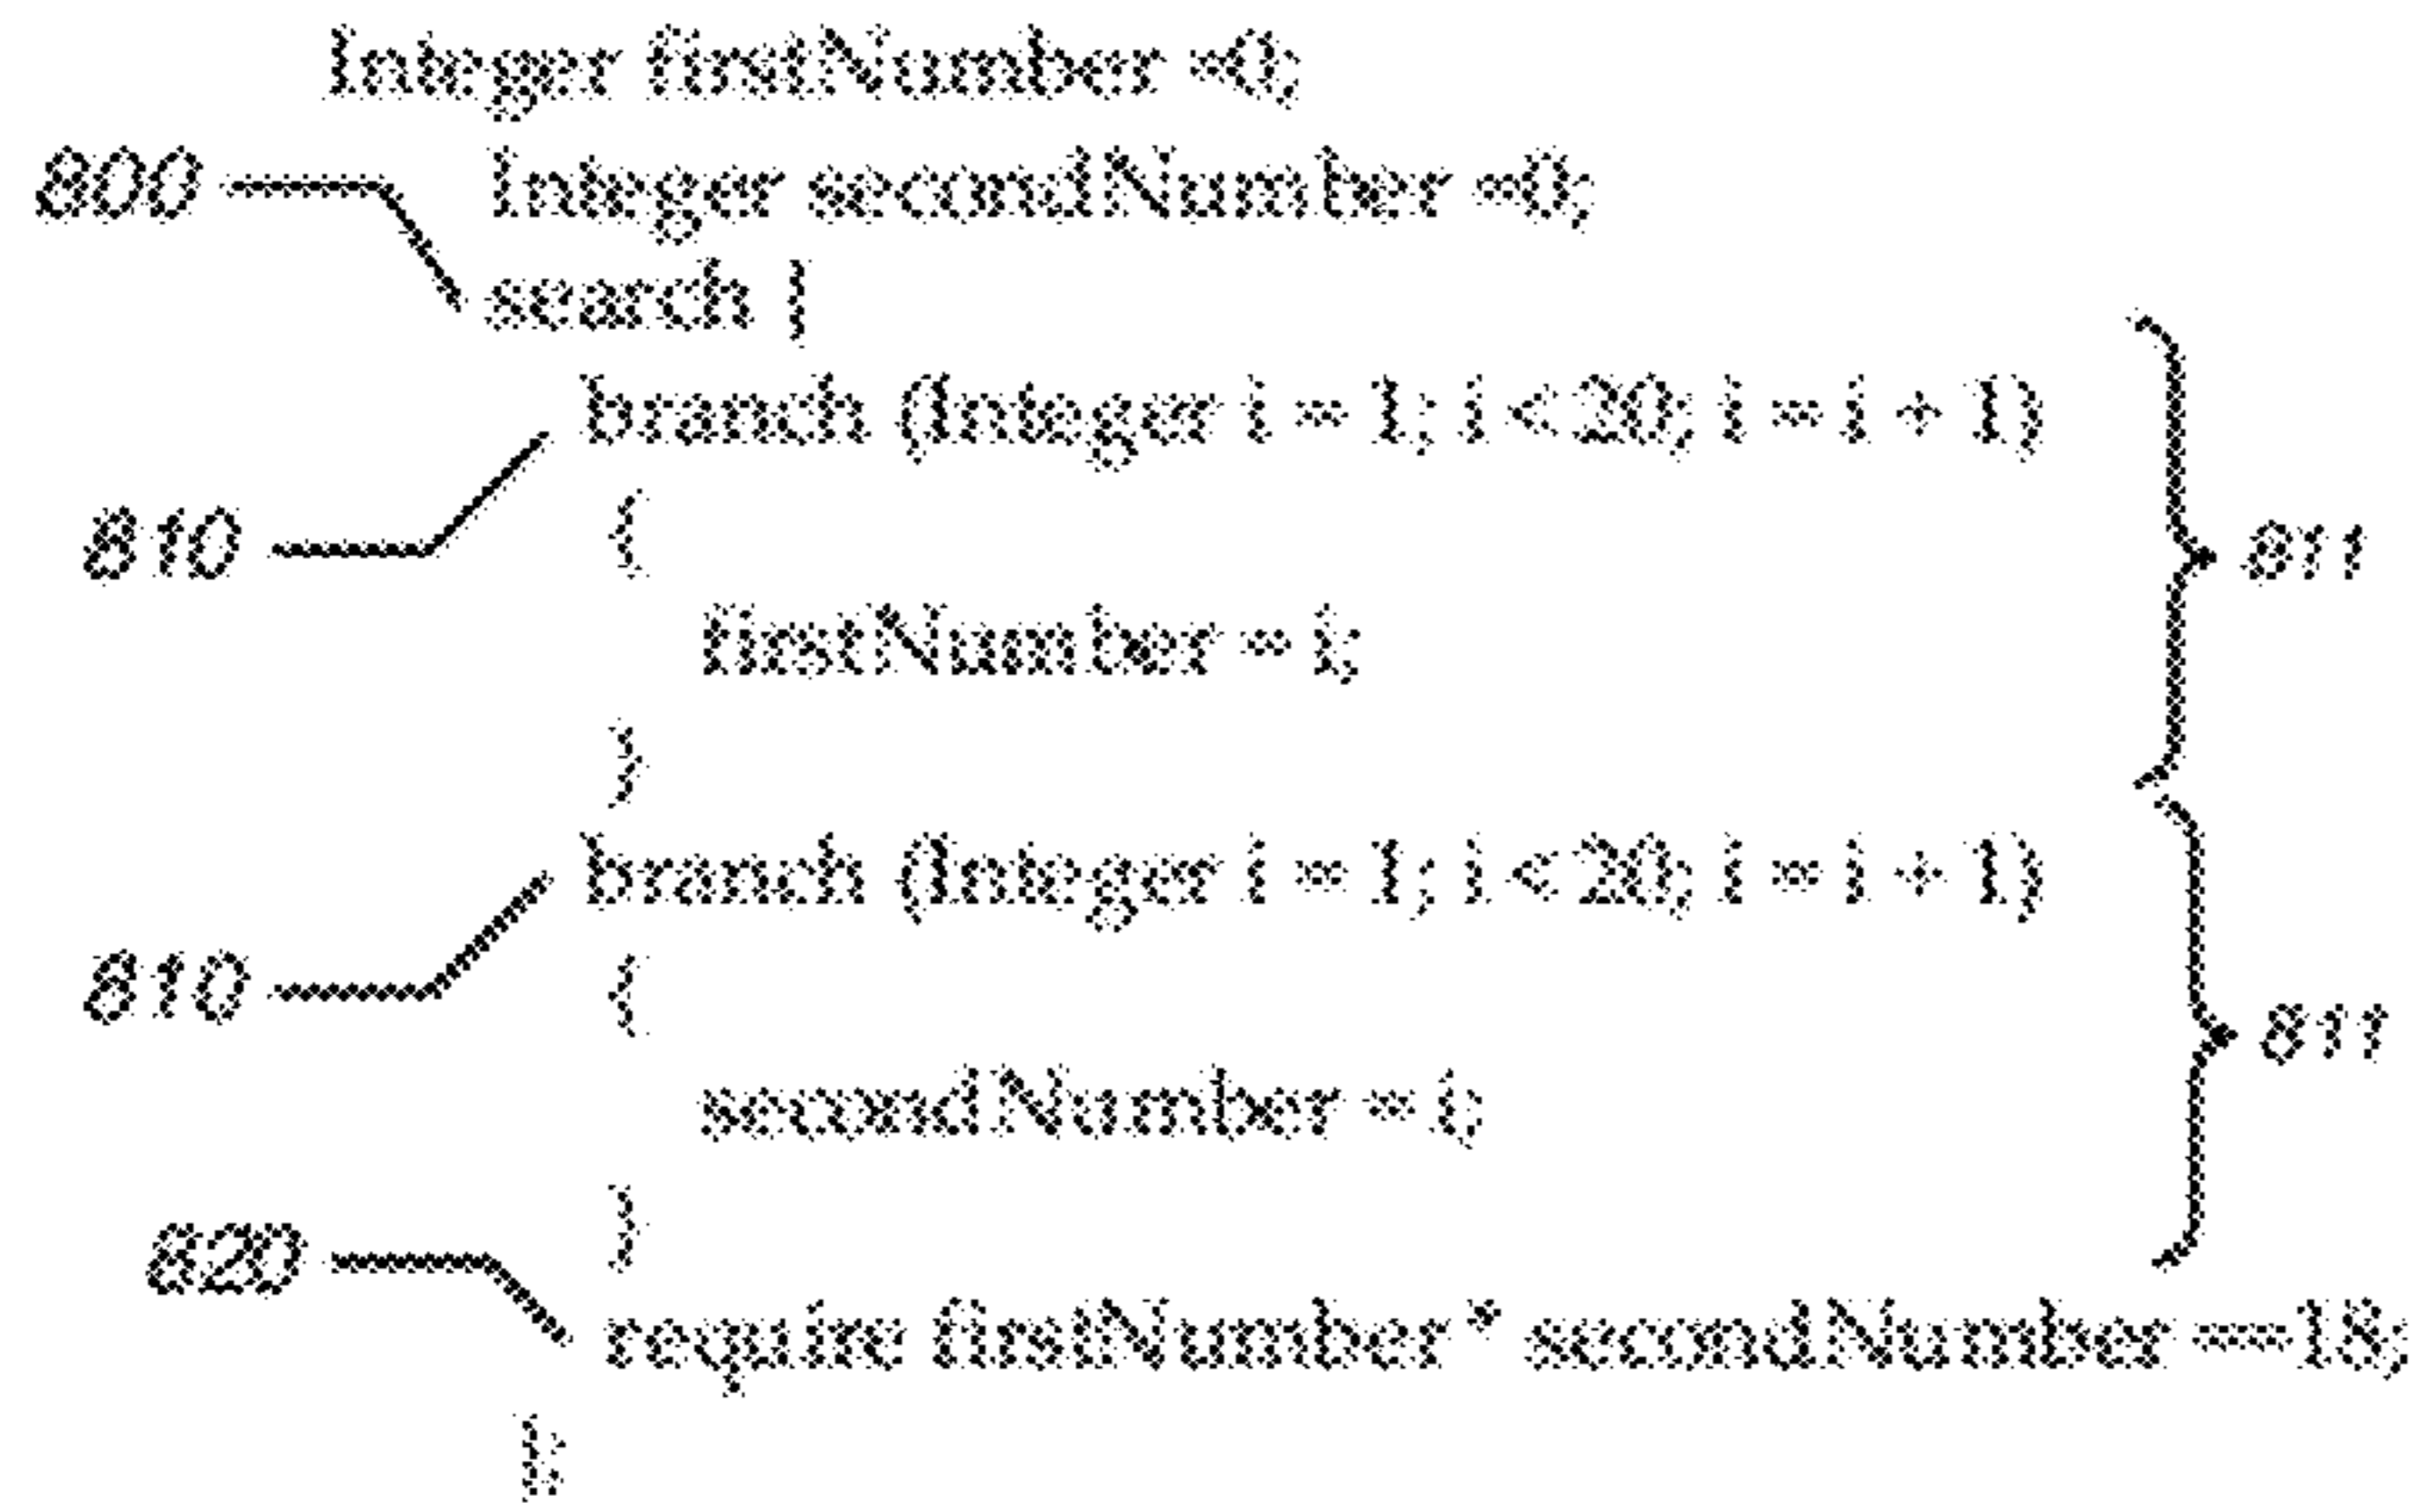 Integer firstNumber =0;
800 Integer secondNumber =0;
search {
branch (Integer i = 1; i < 20; i = i + 1)
810 { 811
firstNumber = i;
}
branch (Integer i = 1; i < 20; i = i + 1)
810 { 811
secondNumber = i;
}
820
require firstNumber * secondNumber ==18;
};